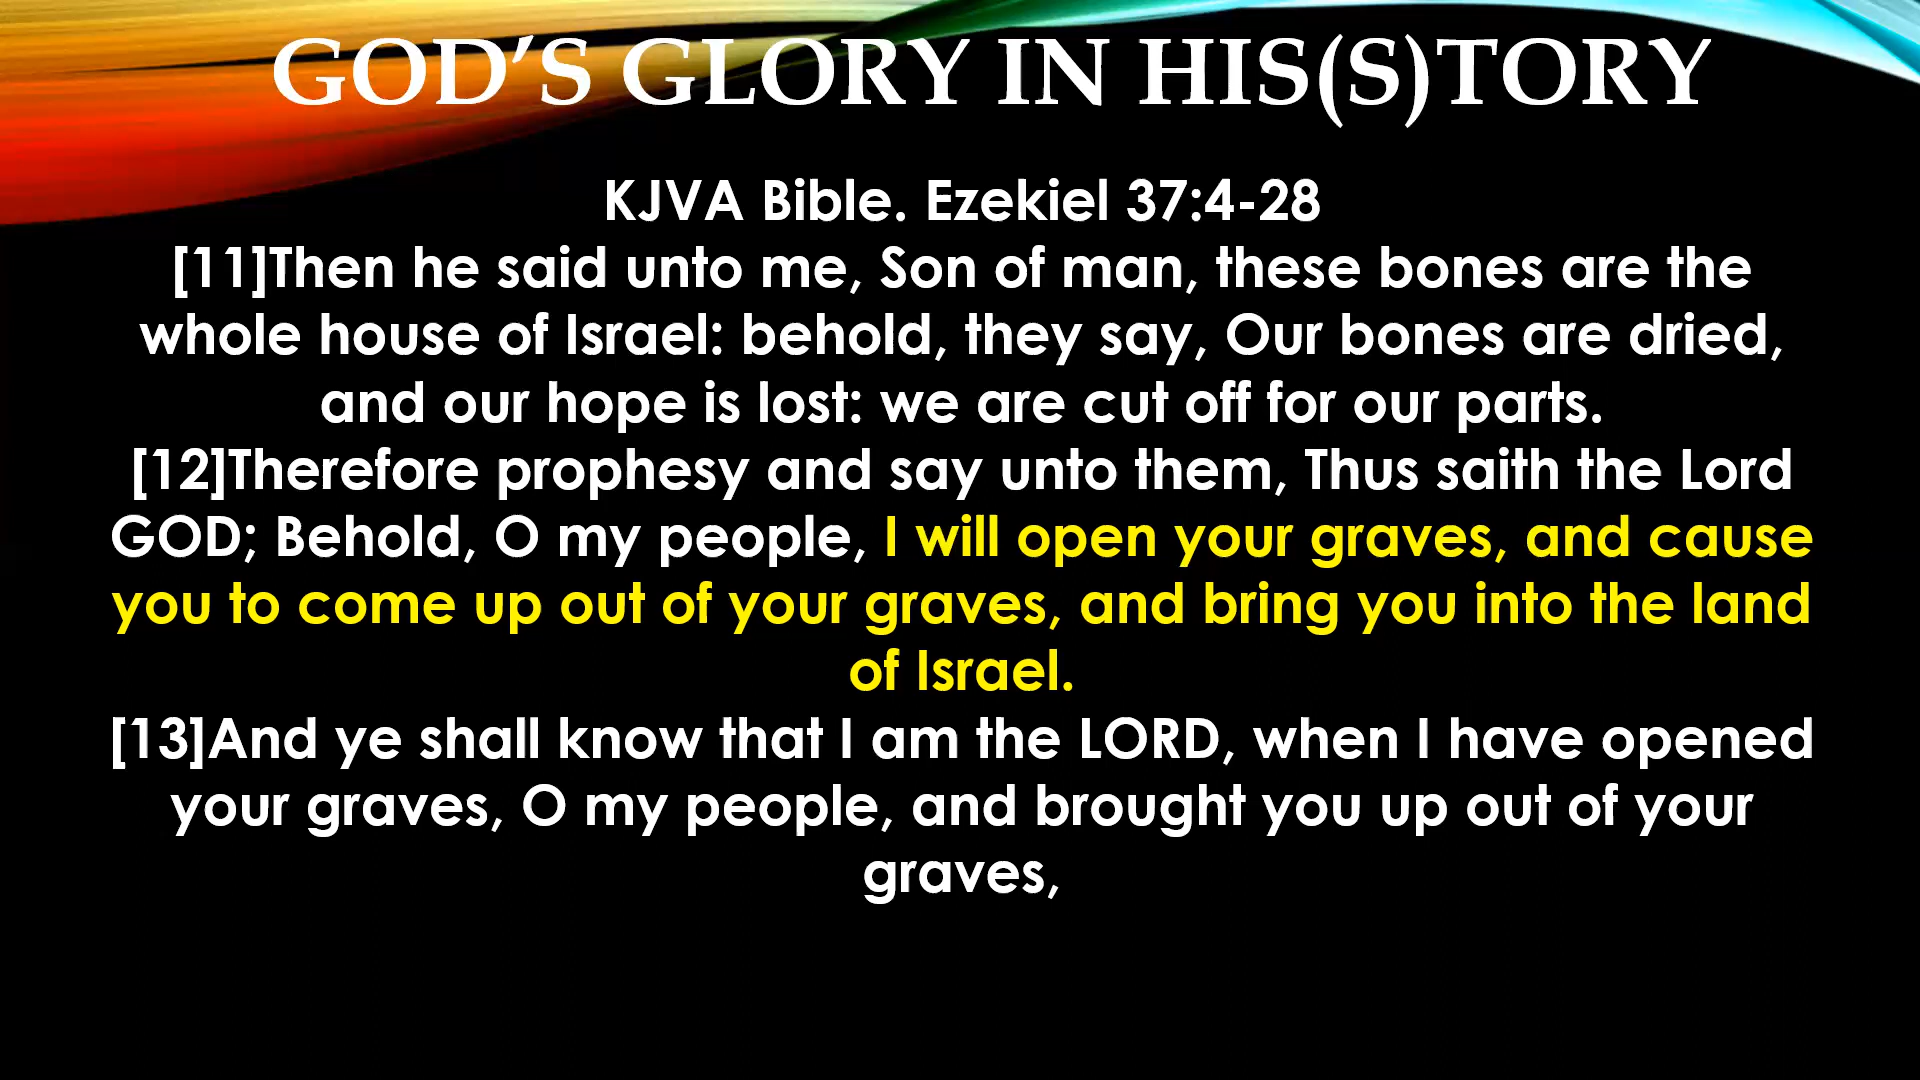 GOD’S GLORY IN HIS(S)TORY
KJVA Bible. Ezekiel 37:4-28
[11]Then he said unto me, Son of man, these bones are the
whole house of Israel: behold, they say, Our bones are dried,
and our hope is lost: we are cut off for our parts.
[12]Therefore prophesy and say unto them, Thus saith the Lord
GOD; Behold, O my people, I will open your graves, and cause
you to come up out of your graves, and bring you into the land
of Israel.
[13]And ye shall know that I am the LORD, when I have opened
your graves, O my people, and brought you up out of your
graves,